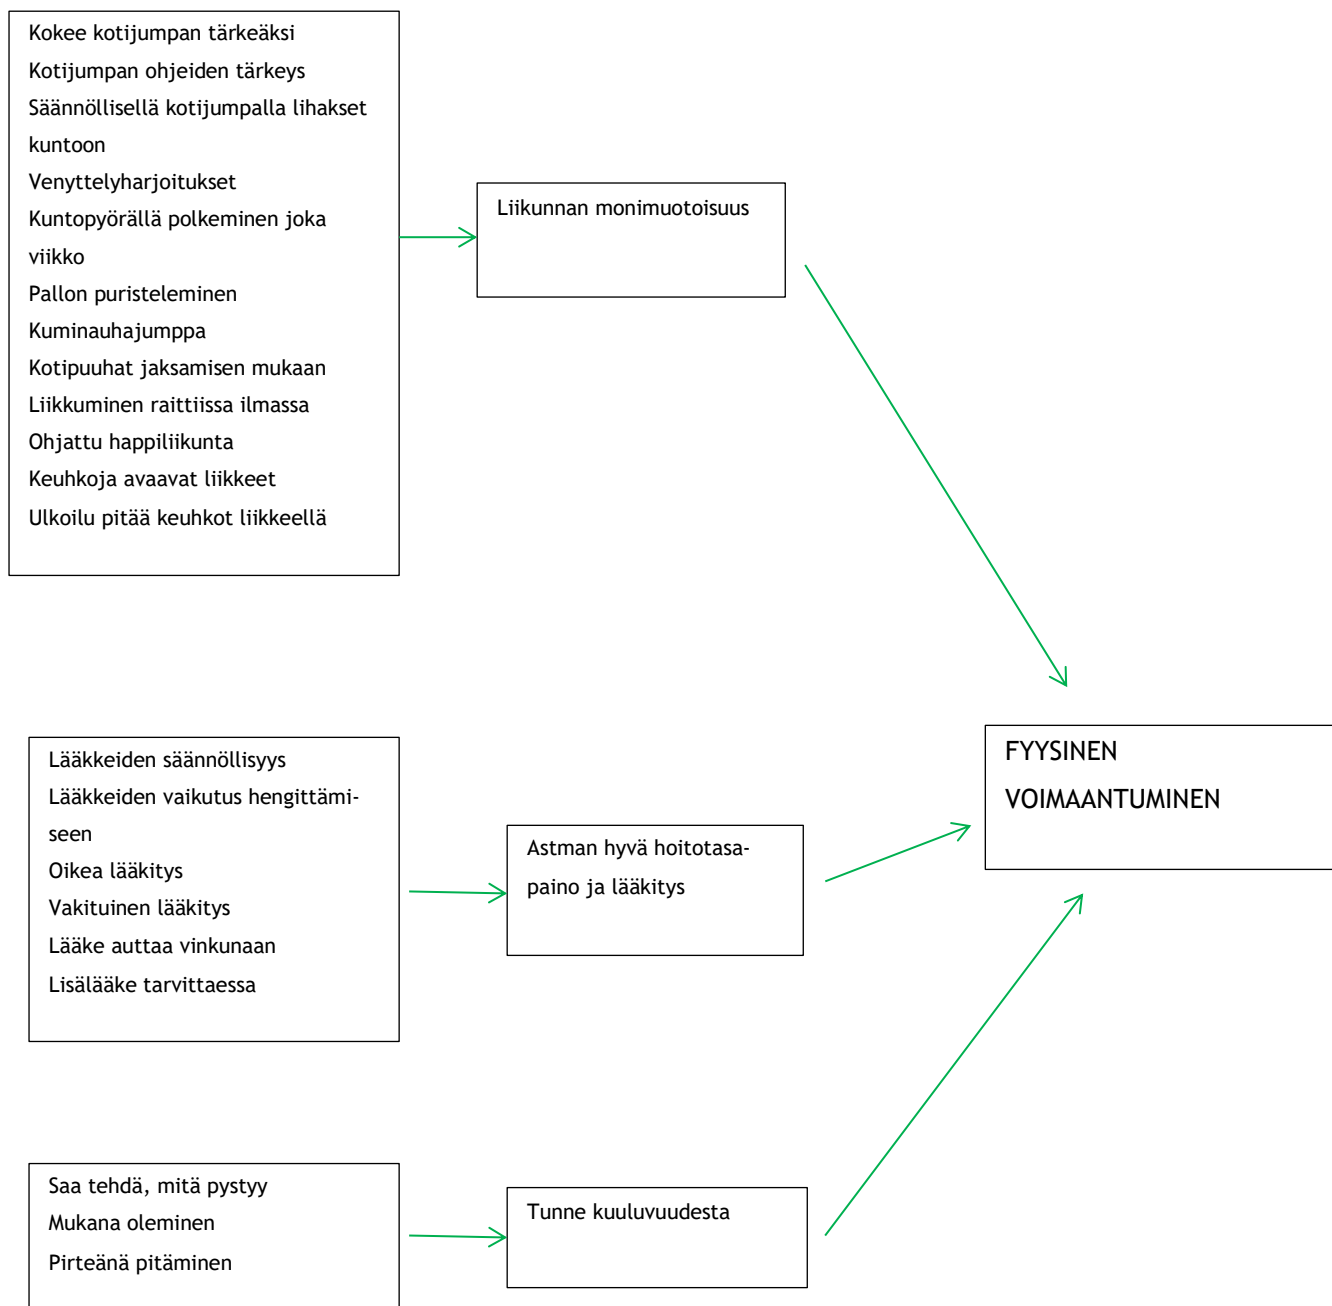 Kokee kotijumpan tärkeäksi
Kotijumpan ohjeiden tärkeys
Säännöllisellä kotijumpalla lihakset
kuntoon
Venyttelyharjoitukset
Kuntopyörällä polkeminen joka
viikko
Pallon puristeleminen
Kuminauhajumppa
Kotipuuhat jaksamisen mukaan
Liikkuminen raittiissa ilmassa
Ohjattu happiliikunta
Keuhkoja avaavat liikkeet
Ulkoilu pitää keuhkot liikkeellä
Liikunnan monimuotoisuus
Lääkkeiden säännöllisyys
Lääkkeiden vaikutus hengittämi-
seen
Oikea lääkitys
Vakituinen lääkitys
Lääke auttaa vinkunaan
Lisälääke tarvittaessa
Astman hyvä hoitotasa-
paino ja lääkitys
FYYSINEN
VOIMAANTUMINEN
Saa tehdä, mitä pystyy
Mukana oleminen
Pirteänä pitäminen
Tunne kuuluvuudesta